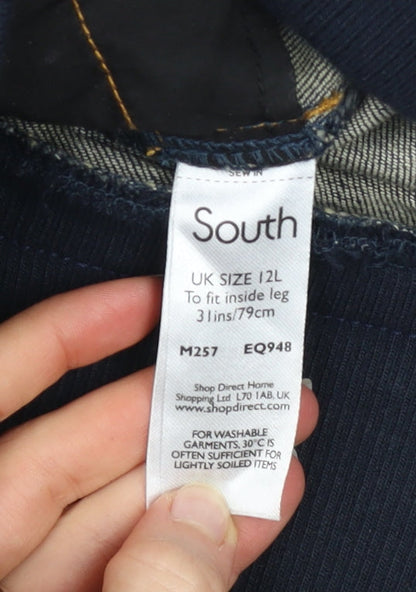 SEW IN
South
UK SIZE 12L
To fit inside leg
31ins/79cm
M257 EQ948
Shop Direct Home
Shopping Ltd L70 1AB, UK
www.shopdirect.com
FOR WASHABLE
GARMENTS, 30°C IS
OFTEN SUFFICIENT FOR
LIGHTLY SOILED ITEMS